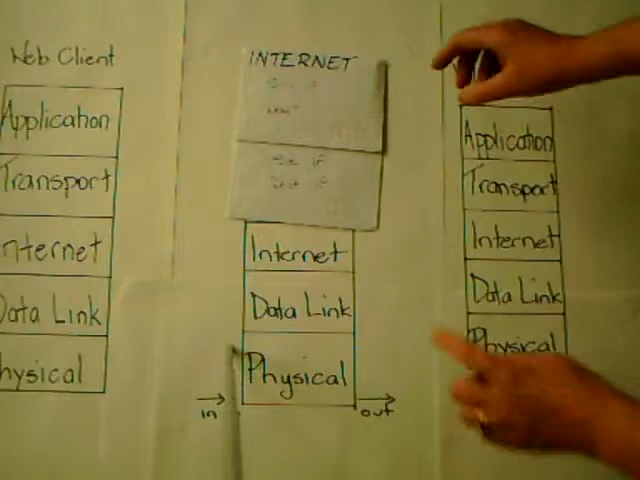 Web Client
Application
Transport
Internet
Data Link
Physical
INTERNET
Internet
Data Link
Physical
in
out
Application
Transport
Internet
Data Link
Physical